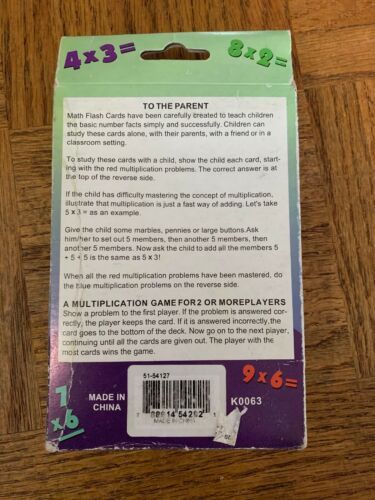 4x3=
8x2=
TO THE PARENT
Math Flash Cards have been carefully created to teach children
the basic number facts simply and successfully. Children can
study these cards alone, with their parents, with a friend or in a
classroom setting.
To study these cards with a child, show the child each card, start-
ing with the red multiplication problems. The correct answer is at
the top of the reverse side.
If the child has difficulty mastering the concept of multiplication,
illustrate that multiplication is just a fast way of adding. Let's take
5 x 3 = as an example.
Give the child some marbles, pennies or large buttons.Ask
him/her to set out 5 members, then another 5 members, then
another 5 members. Now ask the child to add all the members 5
+ 5 + 5 is the same as 5 x 3!
When all the red multiplication problems have been mastered, do
the blue multiplication problems on the reverse side.
A MULTIPLICATION GAME FOR 2 OR MOREPLAYERS
Show a problem to the first player. If the problem is answered cor-
rectly, the player keeps the card. If it is answered incorrectly,the
card goes to the bottom of the deck. Now go on to the next player,
continuing until all the cards are given out. The player with the
most cards wins the game.
51-54127
9x6=
MADE IN
CHINA
K0063
x6
MADE IN CHINA